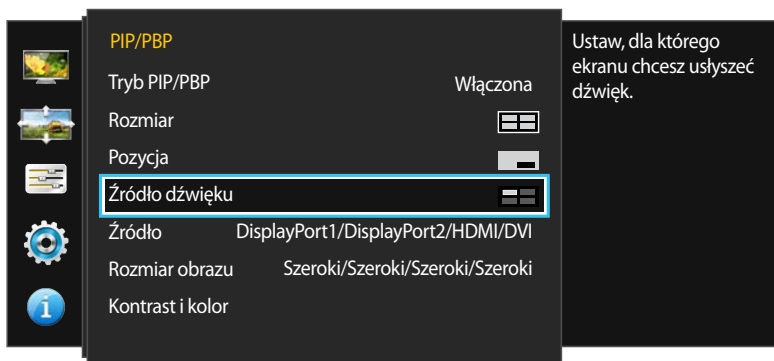 PIP/PBP
Tryb PIP/PBP Włączona
Rozmiar
Pozycja
Źródło dźwięku
Źródło DisplayPort1/DisplayPort2/HDMI/DVI
Rozmiar obrazu Szeroki/Szeroki/Szeroki/Szeroki
Kontrast i kolor
Ustaw, dla którego
ekranu chcesz usłyszeć
dźwięk.